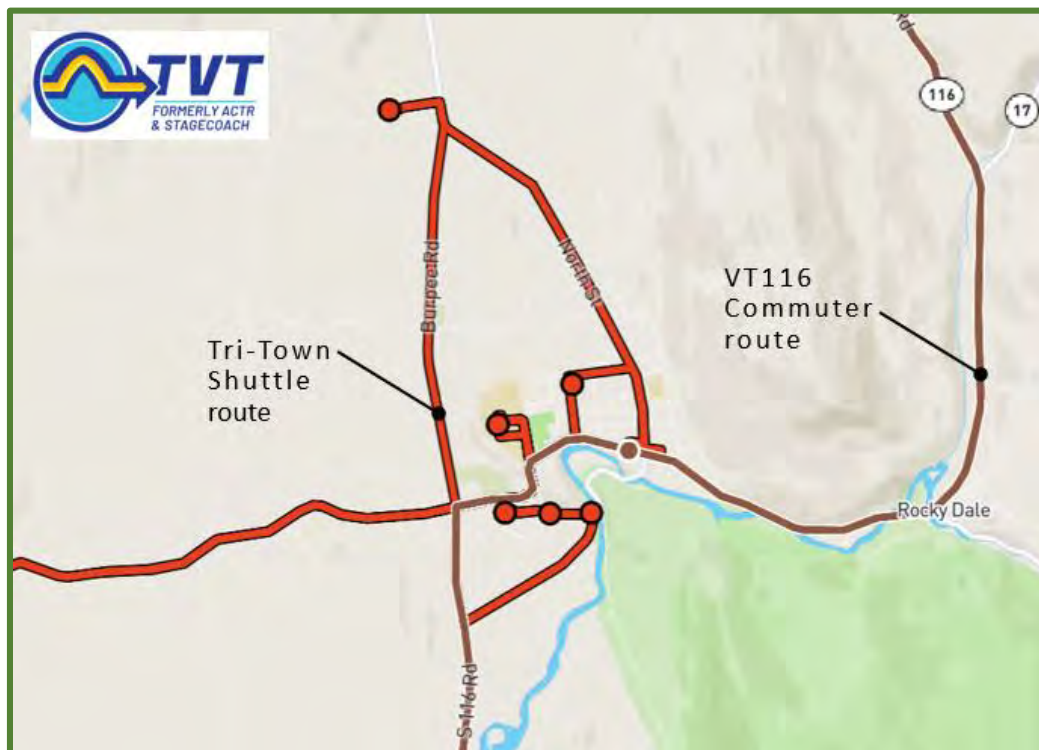 TVT
FORMERLY ACTR
& STAGECOACH
Rd
116
17
Burpee Rd
North St
VT116
Commuter
route
Tri-Town
Shuttle
route
Rocky Dale
S 116 Rd